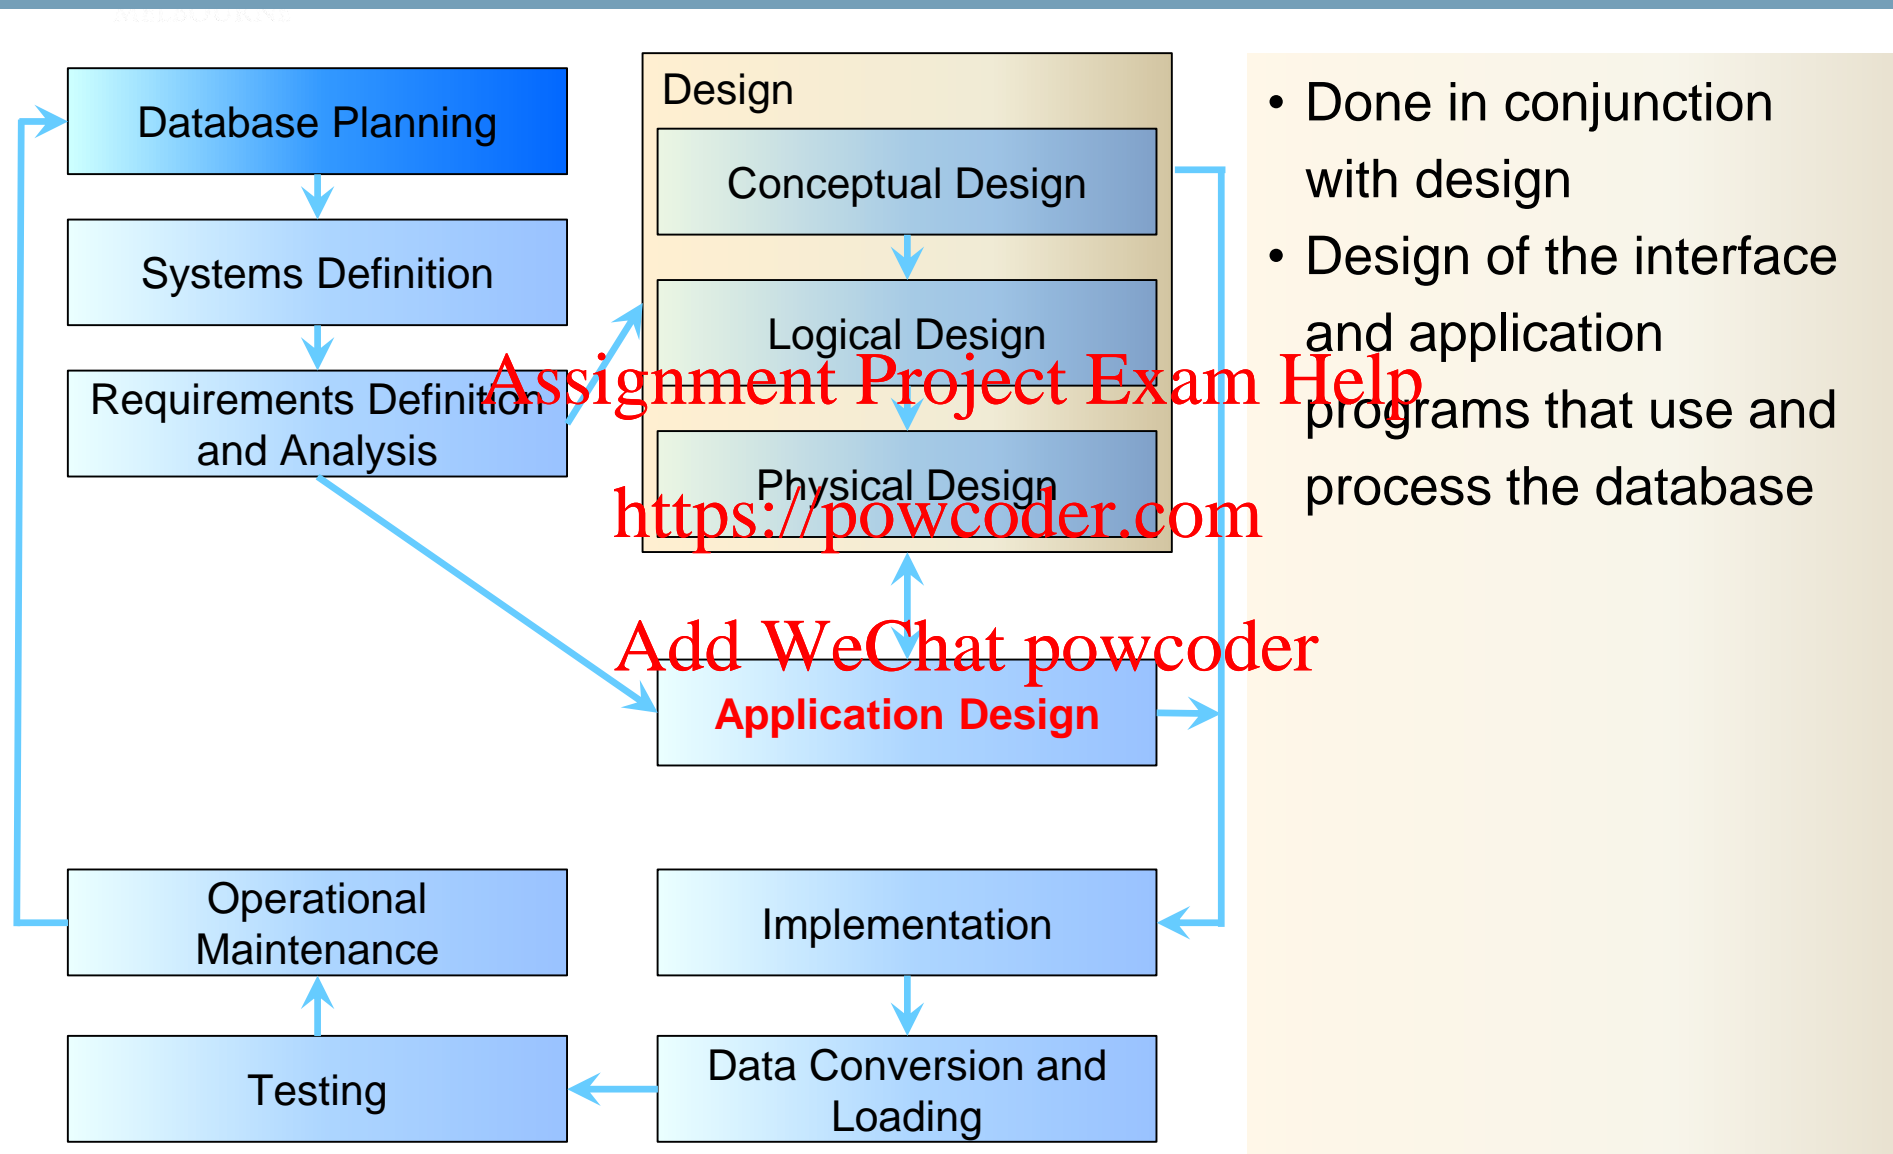 Database Planning
Systems Definition
Requirements Definition
and Analysis
Design
Conceptual Design
Logical Design
Physical Design
Application Design
Operational
Maintenance
Implementation
Testing
Data Conversion and
Loading
• Done in conjunction
with design
• Design of the interface
and application
programs that use and
process the database
Assignment Project Exam Help
https://powcoder.com
Add WeChat powcoder